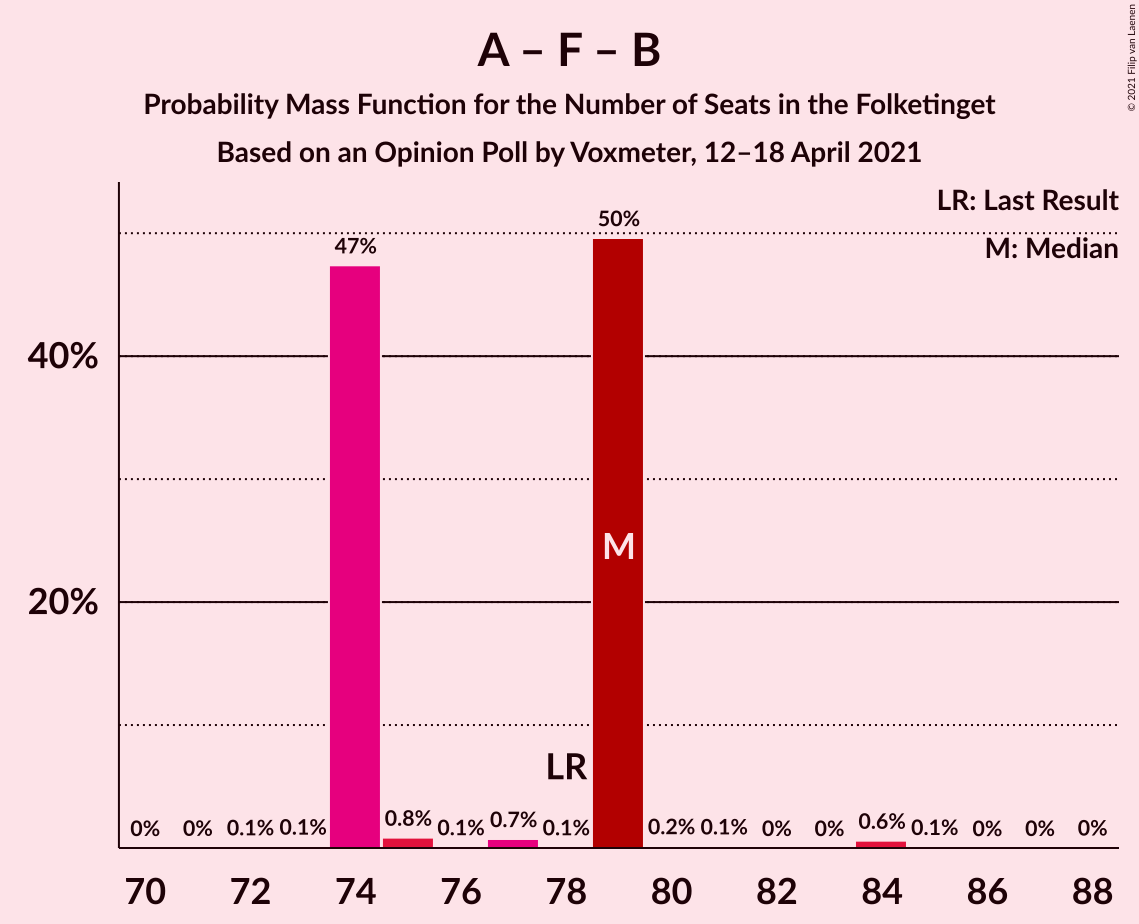 A – F – B
Probability Mass Function for the Number of Seats in the Folketinget
Based on an Opinion Poll by Voxmeter, 12–18 April 2021
© 2021 Filip van Laenen
LR: Last Result
M: Median
50%
47%
40%
M
20%
LR
0% 0% 0.1% 0.1% 0.8% 0.1% 0.7% 0.1% 0.2% 0.1% 0% 0% 0.6% 0.1% 0% 0% 0%
70 72 74 76 78 80 82 84 86 88